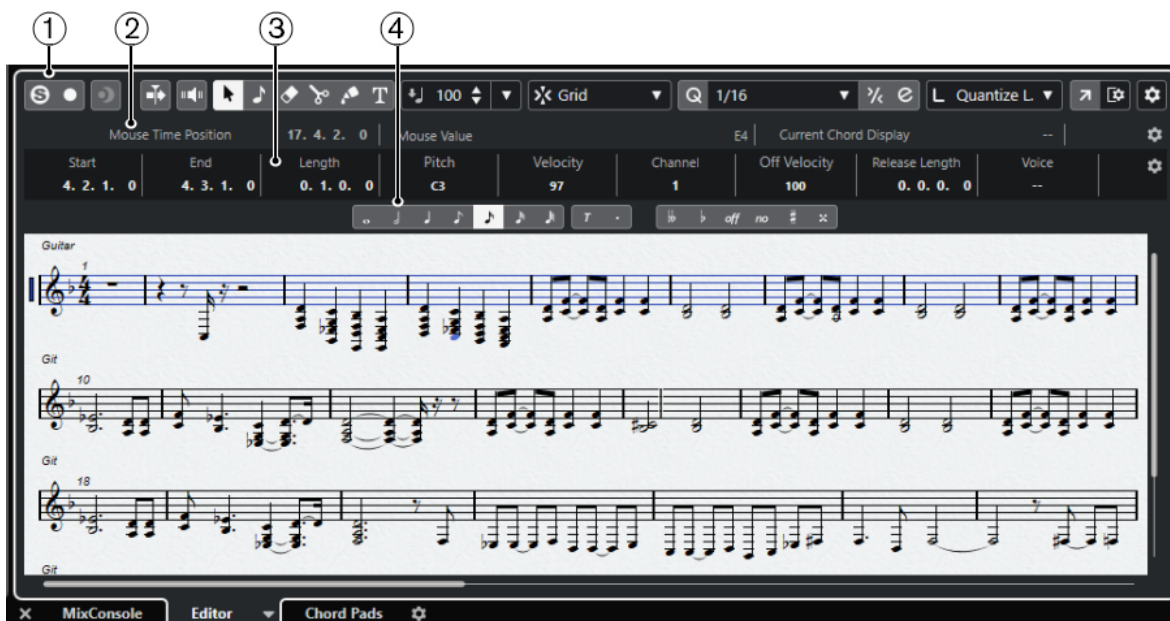 1 2 3 4
S T 100 Grid Q 1/16 e L Quantize L.
Mouse Time Position 17. 4. 2. 0 Mouse Value E4 Current Chord Display --
Start End Length Pitch Velocity Channel Off Velocity Release Length Voice
4. 2. 1. 0 4. 3. 1. 0 0. 1. 0. 0 C3 97 1 100 0. 0. 0. 0 --
T . off no
Guitar
1
4
4
Git
10
Git
18
Git
MixConsole Editor Chord Pads